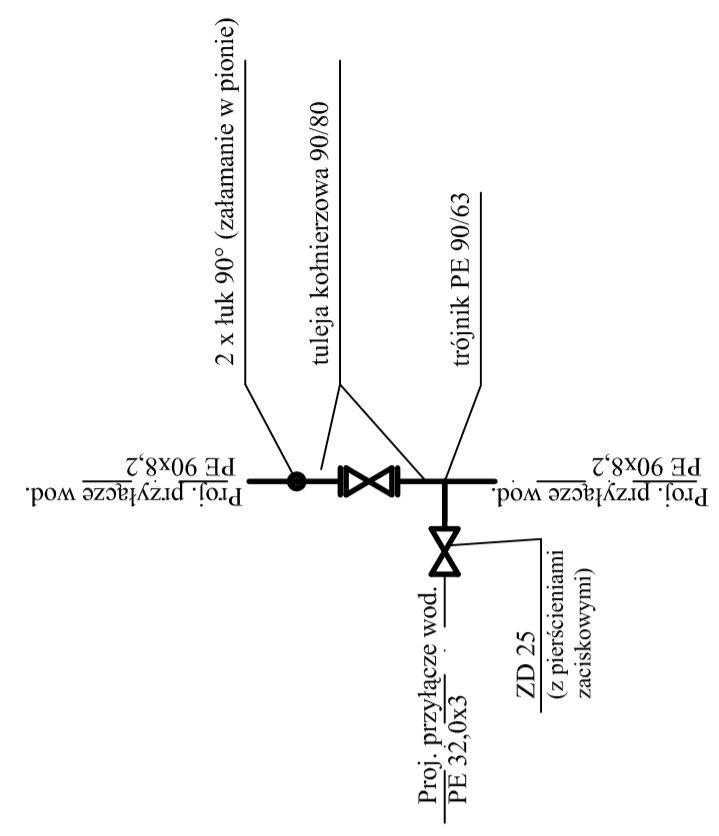 2 x łuk 90° (załamanie w pionie)
tuleja kołnierzowa 90/80
trójnik PE 90/63
Proj. przyłącze wod.
PE 90x8,2
Proj. przyłącze wod.
PE 90x8,2
Proj. przyłącze wod.
PE 32,0x3
ZD 25
(z pierścieniami
zaciskowymi)